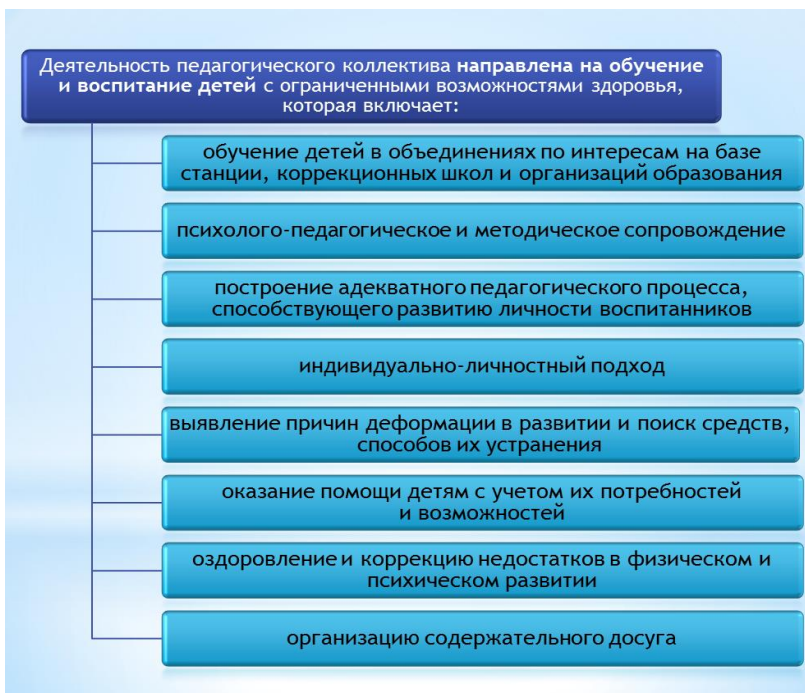 Деятельность педагогического коллектива направлена на обучение
и воспитание детей с ограниченными возможностями здоровья,
которая включает:
обучение детей в объединениях по интересам на базе
станции, коррекционных школ и организаций образования
психолого-педагогическое и методическое сопровождение
построение адекватного педагогического процесса,
способствующего развитию личности воспитанников
индивидуально-личностный подход
выявление причин деформации в развитии и поиск средств,
способов их устранения
оказание помощи детям с учетом их потребностей
и возможностей
оздоровление и коррекцию недостатков в физическом и
психическом развитии
организацию содержательного досуга